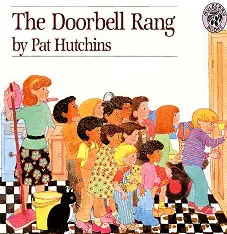 The Doorbell Rang
by Pat Hutchins